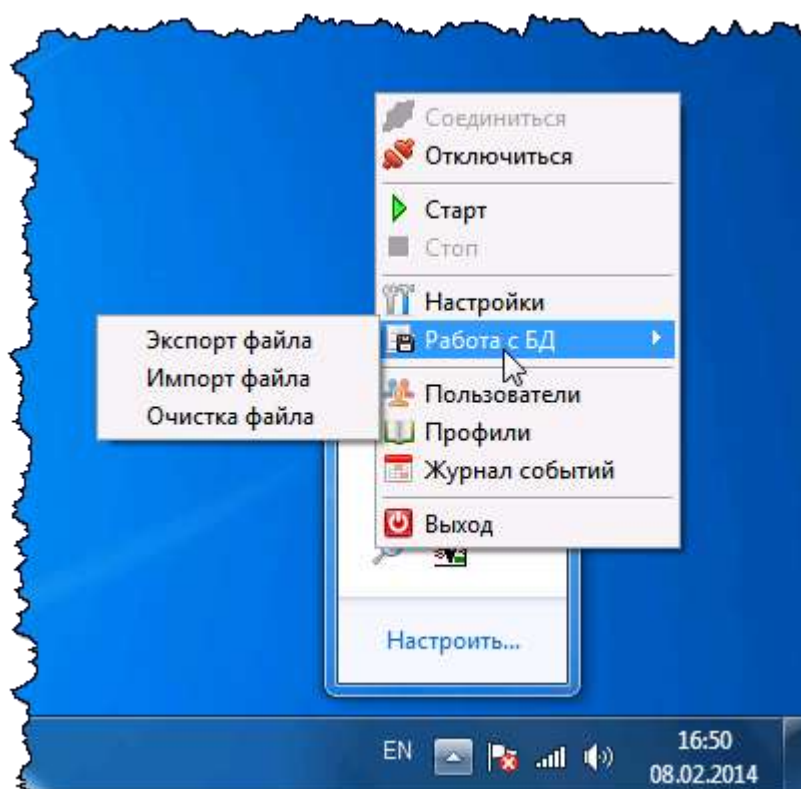 Соединиться
Отключиться
Старт
Стоп
Настройки
Работа с БД
Экспорт файла
Импорт файла
Очистка файла
Пользователи
Профили
Журнал событий
Выход
Настроить...
EN
16:50
08.02.2014